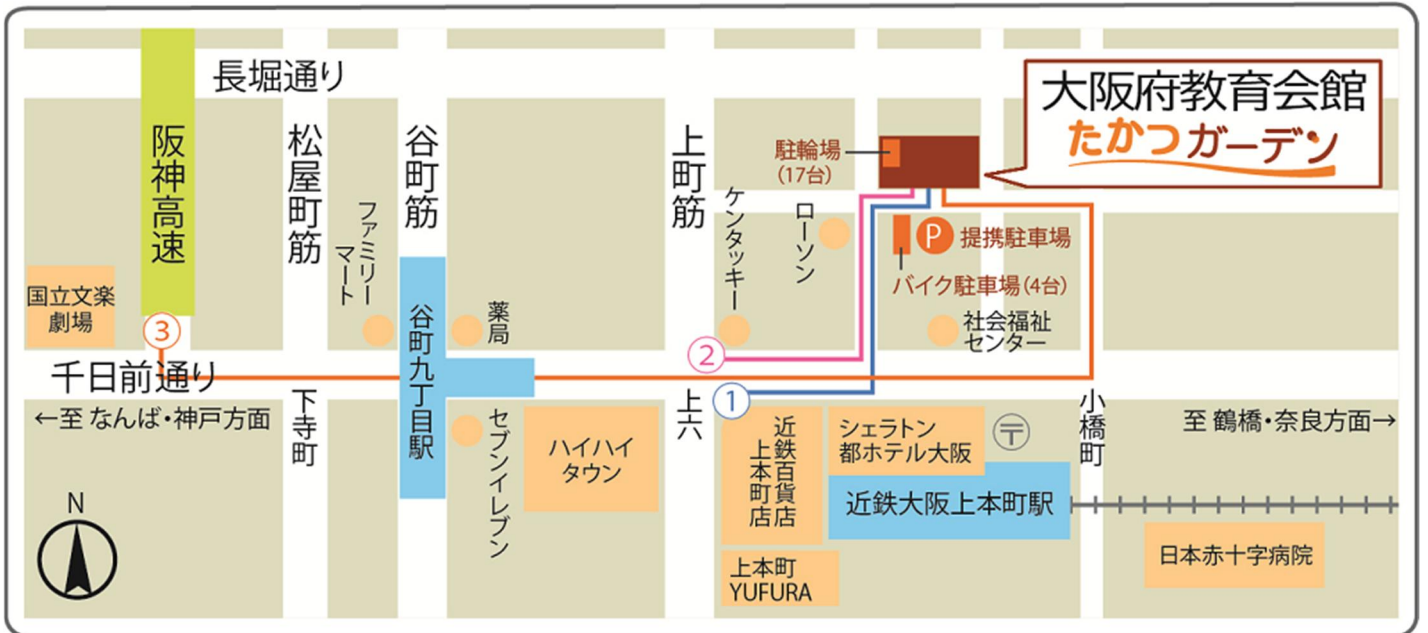 長堀通り
阪神高速
松屋町筋
谷町筋
上町筋
大阪府教育会館
たかつガーデン
駐輪場
(17台)
ファミリー
マート
ケンタッキー
ローソン
P
提携駐車場
バイク駐車場(4台)
国立文楽
劇場
3
谷町九丁目駅
薬局
2
社会福祉
センター
千日前通り
←至 なんば・神戸方面
下寺町
セブンイレブン
ハイハイ
タウン
上六
1
近鉄百貨店
上本町店
シェラトン
都ホテル大阪
〒
小橋町
至 鶴橋・奈良方面→
近鉄大阪上本町駅
N
上本町
YUFURA
日本赤十字病院